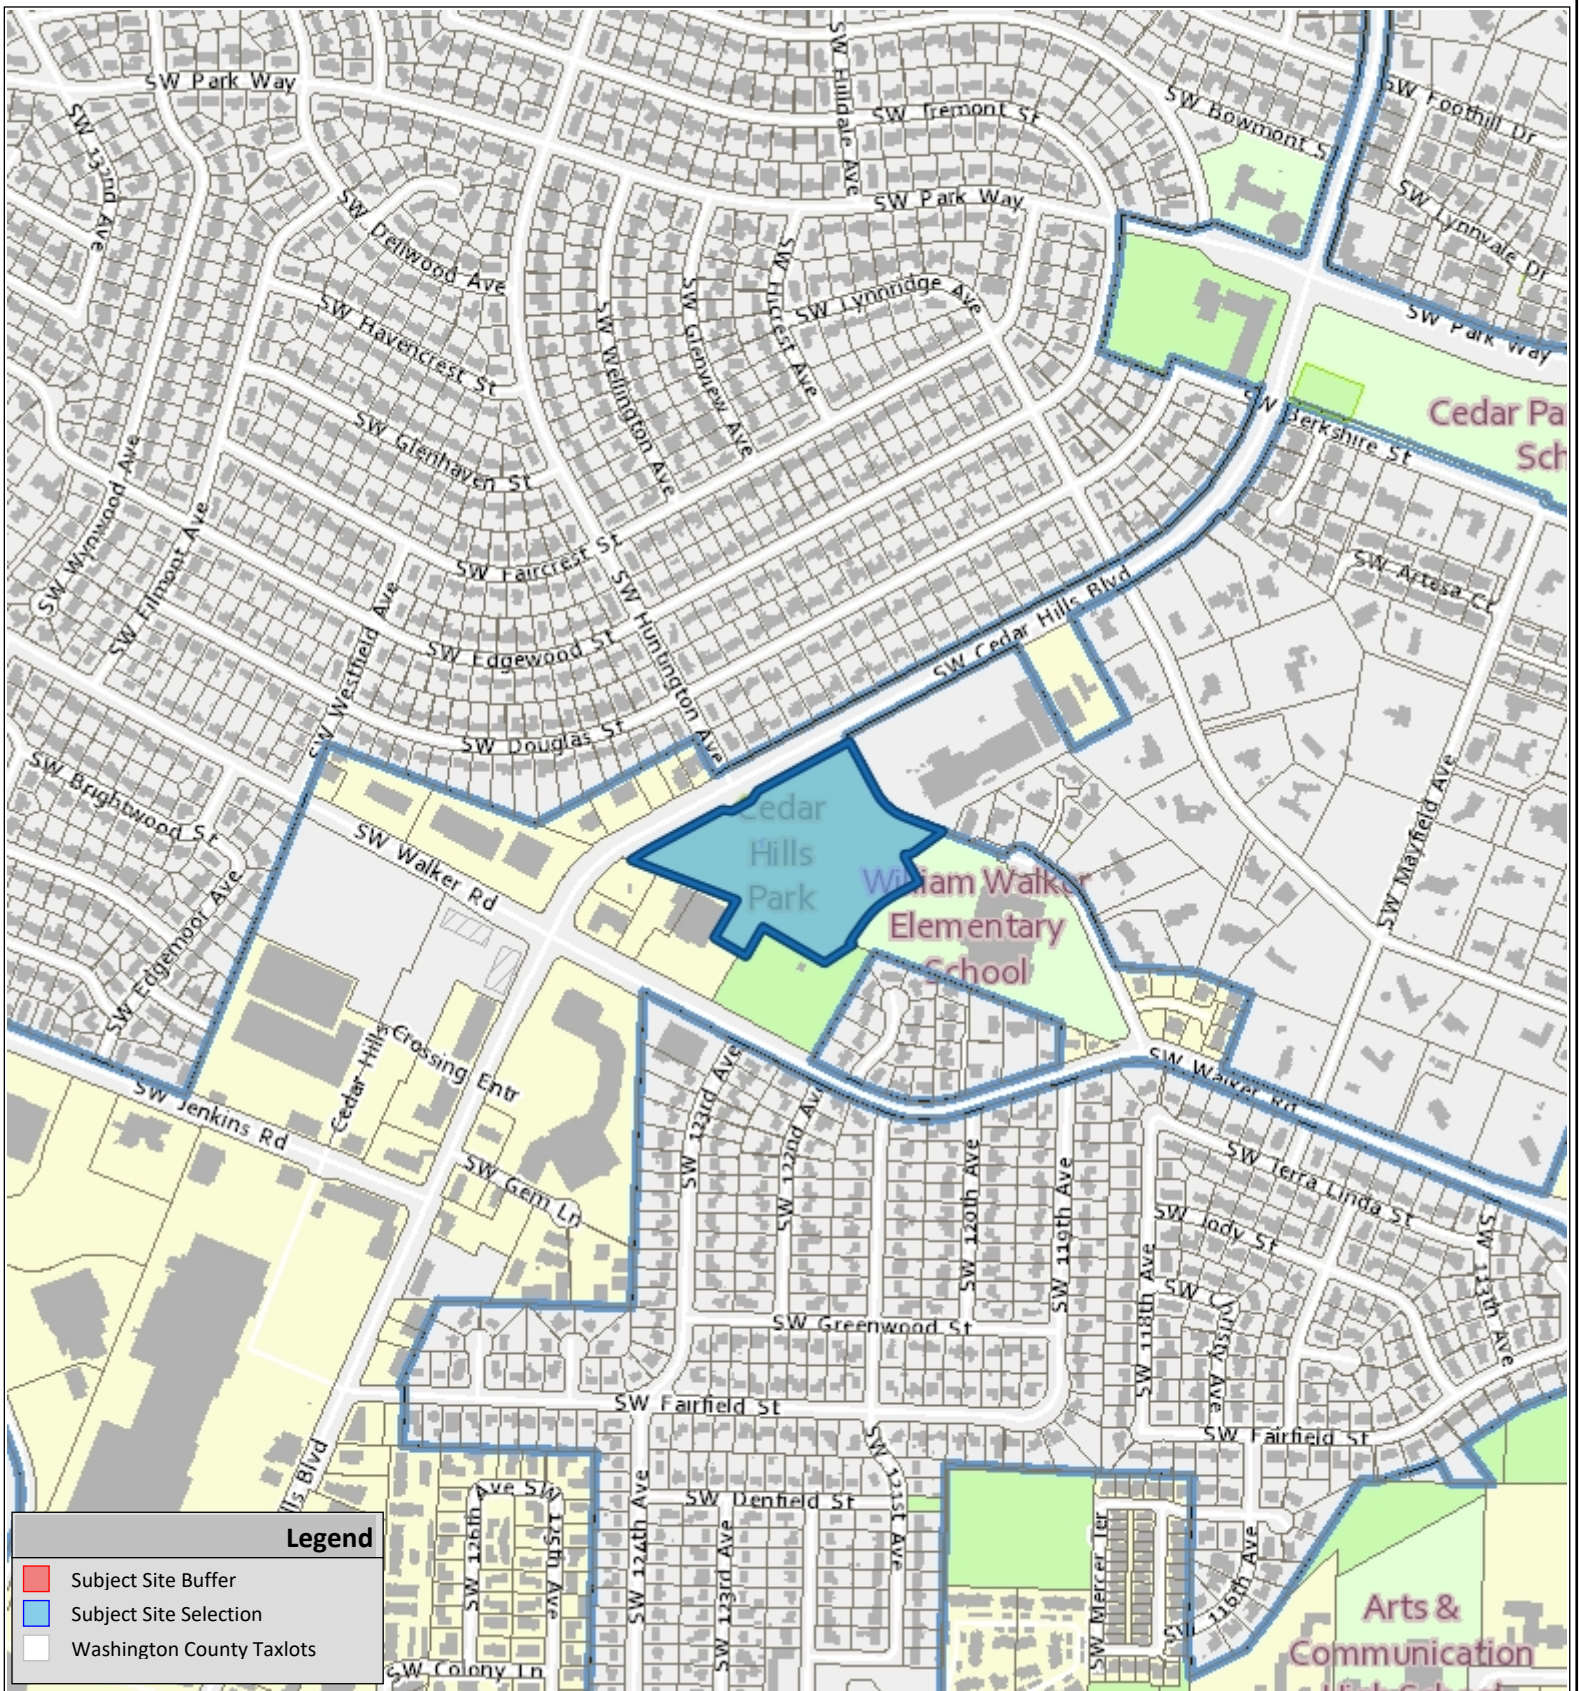 SW Park Way
SW 132nd Ave
SW Hilldale Ave
SW Tremont St
SW Bowmont S
SW Foothill Dr
SW Park Way
SW Lynnvale Dr
SW Dellwood Ave
SW Hicrest Ave
SW Lynnridge Ave
SW Havencrest St
SW Wellington Ave
SW Glenview Ave
SW Park Way
SW Berkshire St
Cedar Pa
Sch
SW Glenhaven St
SW Wynwood Ave
SW Filmont Ave
SW Faircrest St
SW Artesa Ct
SW Westfield Ave
SW Edgewood St
SW Huntington Ave
SW Cedar Hills Blvd
SW Douglas St
SW Brightwood St
SW Mayfield Ave
SW Walker Rd
Cedar
Hills
Park
William Walker
Elementary
School
SW Edgemoor Ave
Cedar Hills
Crossing Entr
SW Jenkins Rd
SW 123rd Ave
SW 122nd Ave
SW Walker Rd
SW Gem Ln
SW 120th Ave
SW 119th Ave
SW Terra Linda St
SW Jody St
SW 118th Ave
SW Christy Ave
SW 113th Ave
SW Greenwood St
SW Fairfield St
SW Fairfield St
SW 121st Ave
lls Blvd
SW 126th Ave
SW 125th Ave
SW 124th Ave
SW Denfield St
SW 123rd Ave
SW Mercer Ter
116th Ave
SW Colony Ln
Arts &
Communication
High School
Legend
Subject Site Buffer
Subject Site Selection
Washington County Taxlots